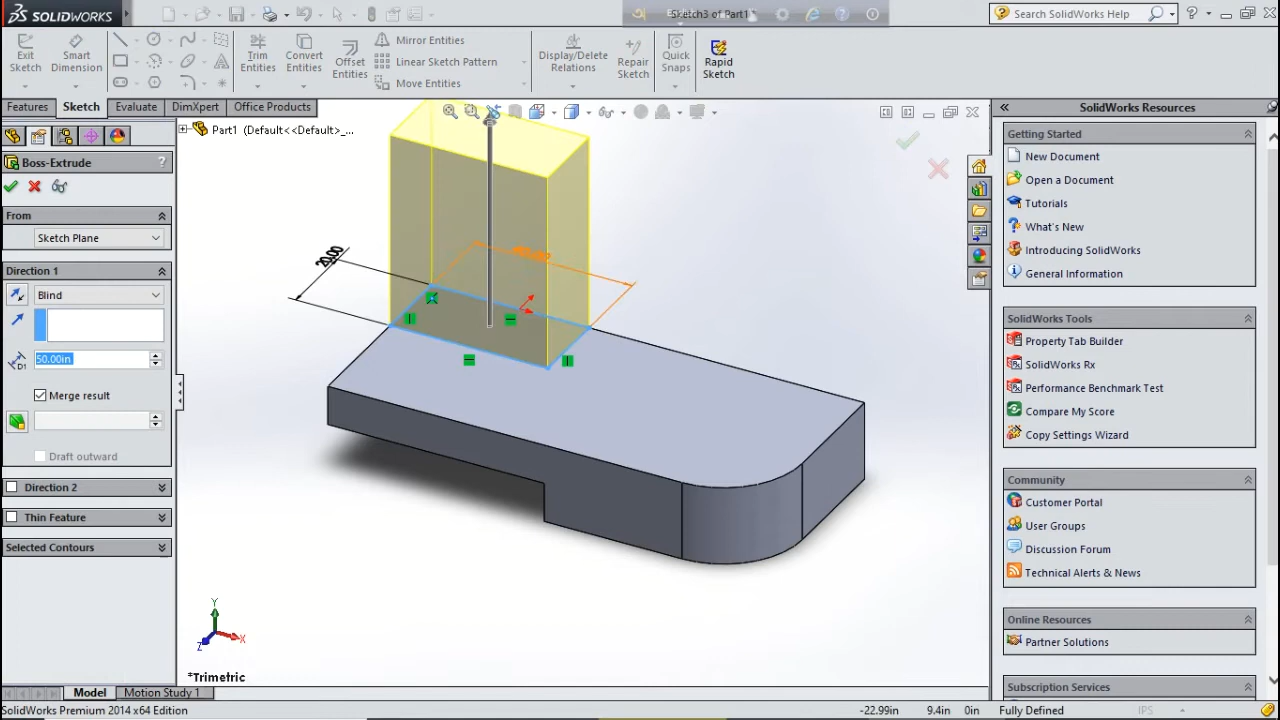 SOLIDWORKS
Sketch3 of Part1 *
Search SolidWorks Help
Exit Sketch
Smart Dimension
Trim Entities
Convert Entities
Offset Entities
Mirror Entities
Linear Sketch Pattern
Move Entities
Display/Delete Relations
Repair Sketch
Quick Snaps
Rapid Sketch
Features
Sketch
Evaluate
DimXpert
Office Products
Part1 (Default<<Default>_...
Boss-Extrude
From
Sketch Plane
Direction 1
Blind
50.00in
Merge result
Draft outward
Direction 2
Thin Feature
Selected Contours
20.00
Y
X
Z
*Trimetric
SolidWorks Resources
Getting Started
New Document
Open a Document
Tutorials
What's New
Introducing SolidWorks
General Information
SolidWorks Tools
Property Tab Builder
SolidWorks Rx
Performance Benchmark Test
Compare My Score
Copy Settings Wizard
Community
Customer Portal
User Groups
Discussion Forum
Technical Alerts & News
Online Resources
Partner Solutions
Subscription Services
Model
Motion Study 1
SolidWorks Premium 2014 x64 Edition
-22.99in
9.4in
0in
Fully Defined
IPS